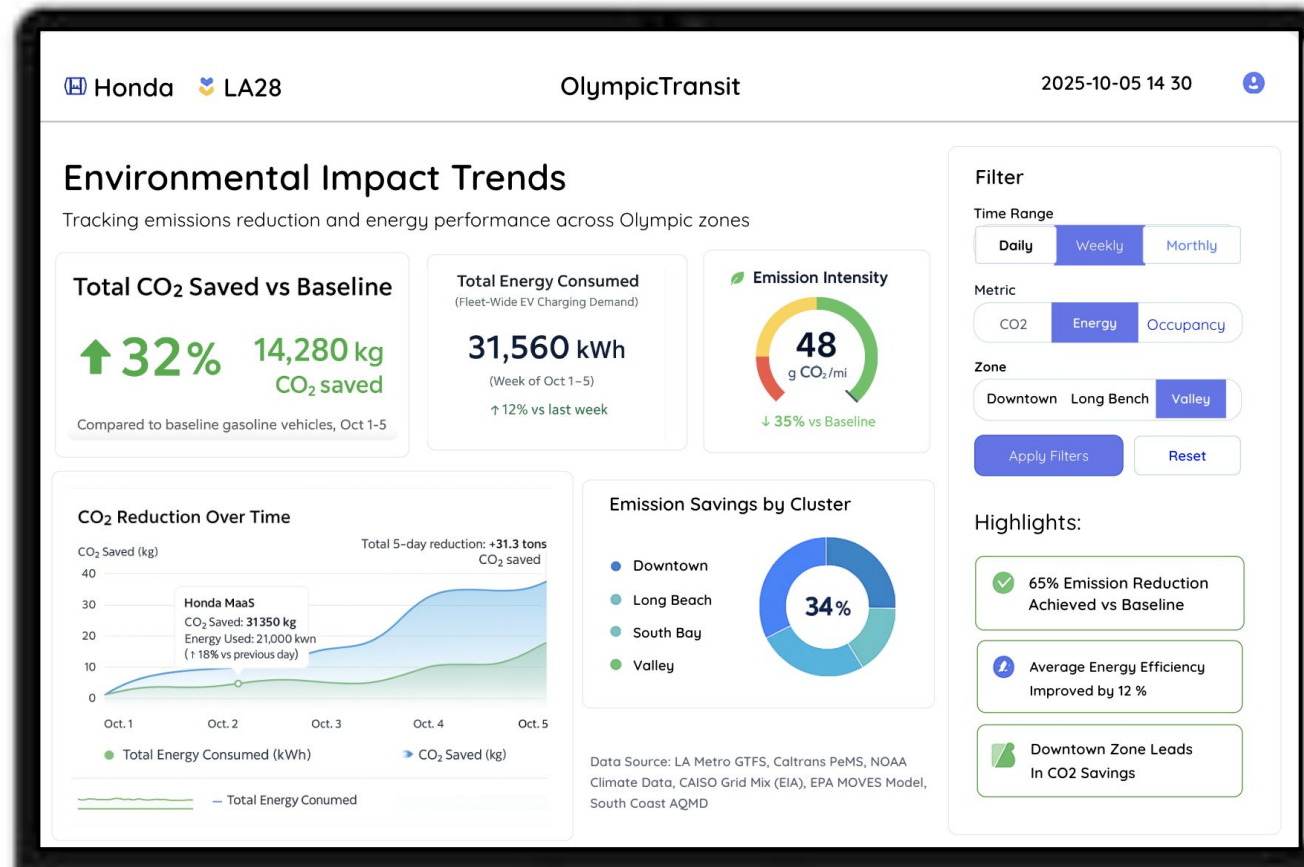 Honda LA28
OlympicTransit
2025-10-05 14 30
Environmental Impact Trends
Tracking emissions reduction and energy performance across Olympic zones
Total CO₂ Saved vs Baseline
32%
14,280 kg
CO₂ saved
Compared to baseline gasoline vehicles, Oct 1-5
Total Energy Consumed
(Fleet-Wide EV Charging Demand)
31,560 kWh
(Week of Oct 1–5)
↑ 12% vs last week
Emission Intensity
48
g CO₂/mi
↓ 35% vs Baseline
CO₂ Reduction Over Time
CO₂ Saved (kg)
Total 5-day reduction: +31.3 tons
CO₂ saved
40
30
20
10
0
Honda MaaS
CO₂ Saved: 31350 kg
Energy Used: 21,000 kwn
(↑ 18% vs previous day)
Oct. 1 Oct. 2 Oct. 3 Oct. 4 Oct. 5
Total Energy Consumed (kWh) CO₂ Saved (kg)
Total Energy Conumed
Emission Savings by Cluster
Downtown
Long Beach
South Bay
Valley
34%
Data Source: LA Metro GTFS, Caltrans PeMS, NOAA
Climate Data, CAISO Grid Mix (EIA), EPA MOVES Model,
South Coast AQMD
Filter
Time Range
Daily Weekly Monthly
Metric
CO2 Energy Occupancy
Zone
Downtown Long Bench Valley
Apply Filters Reset
Highlights:
65% Emission Reduction
Achieved vs Baseline
Average Energy Efficiency
Improved by 12 %
Downtown Zone Leads
In CO2 Savings